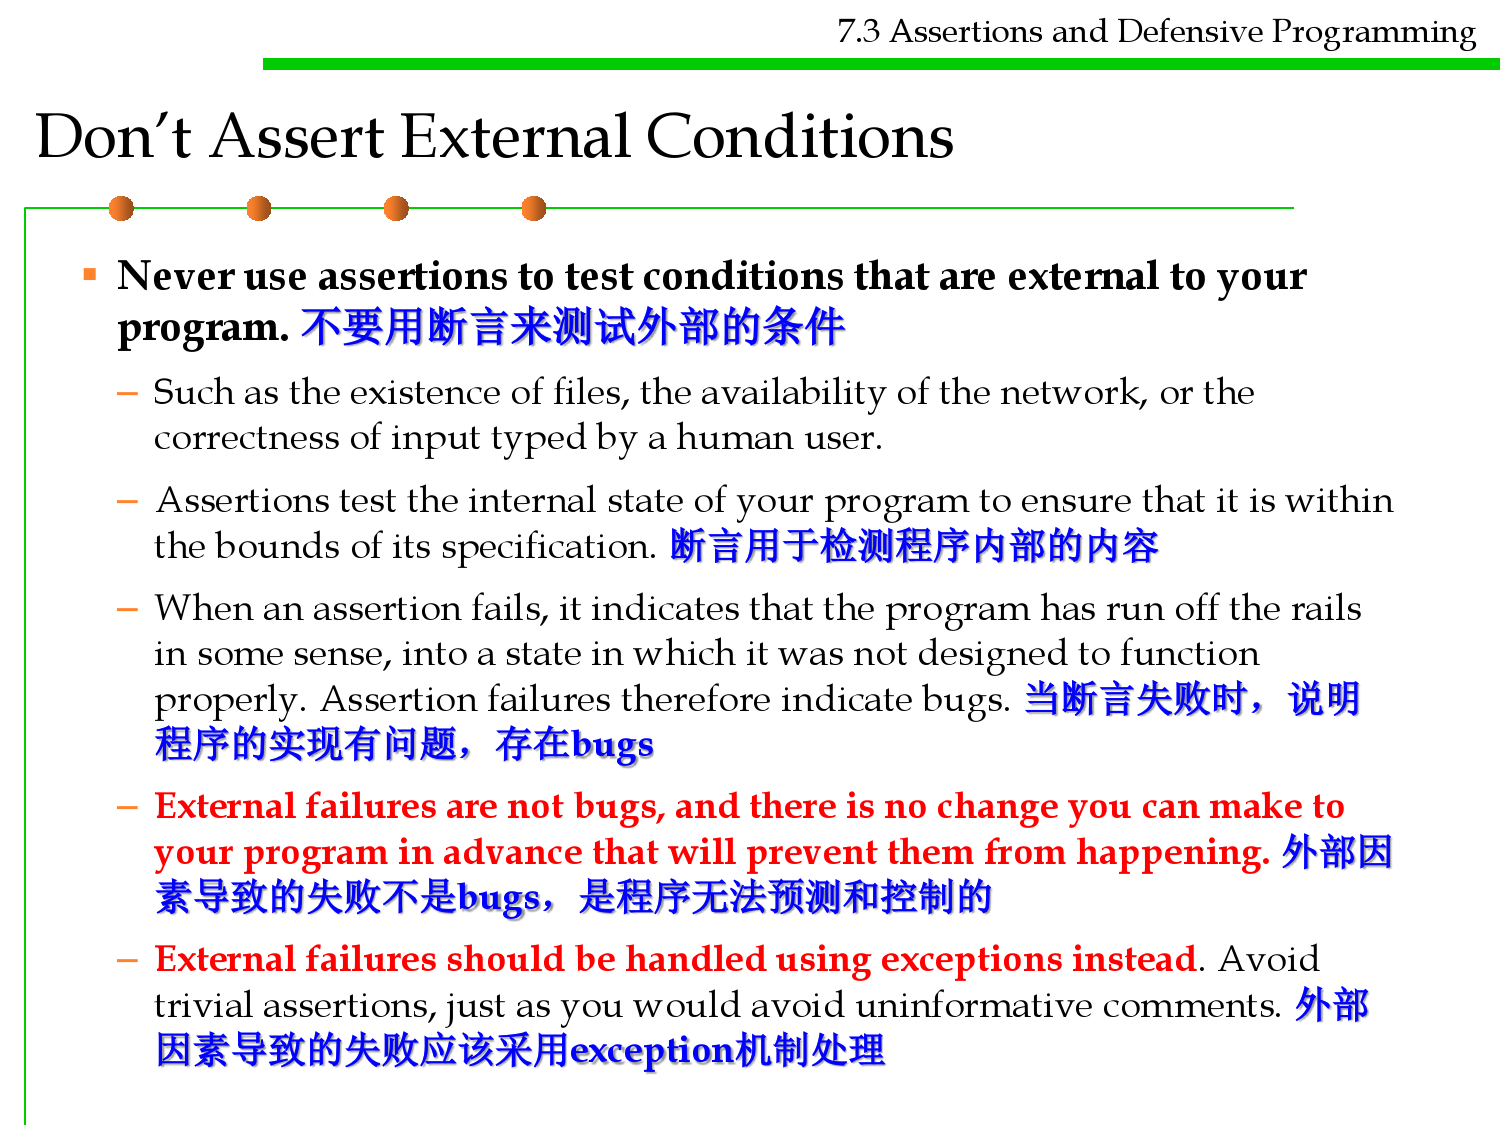 7.3 Assertions and Defensive Programming
Don’t Assert External Conditions
▪ Never use assertions to test conditions that are external to your
program. 不要用断言来测试外部的条件
– Such as the existence of files, the availability of the network, or the
correctness of input typed by a human user.
– Assertions test the internal state of your program to ensure that it is within
the bounds of its specification. 断言用于检测程序内部的内容
– When an assertion fails, it indicates that the program has run off the rails
in some sense, into a state in which it was not designed to function
properly. Assertion failures therefore indicate bugs. 当断言失败时，说明
程序的实现有问题，存在bugs
– External failures are not bugs, and there is no change you can make to
your program in advance that will prevent them from happening. 外部因
素导致的失败不是bugs，是程序无法预测和控制的
– External failures should be handled using exceptions instead. Avoid
trivial assertions, just as you would avoid uninformative comments. 外部
因素导致的失败应该采用exception机制处理